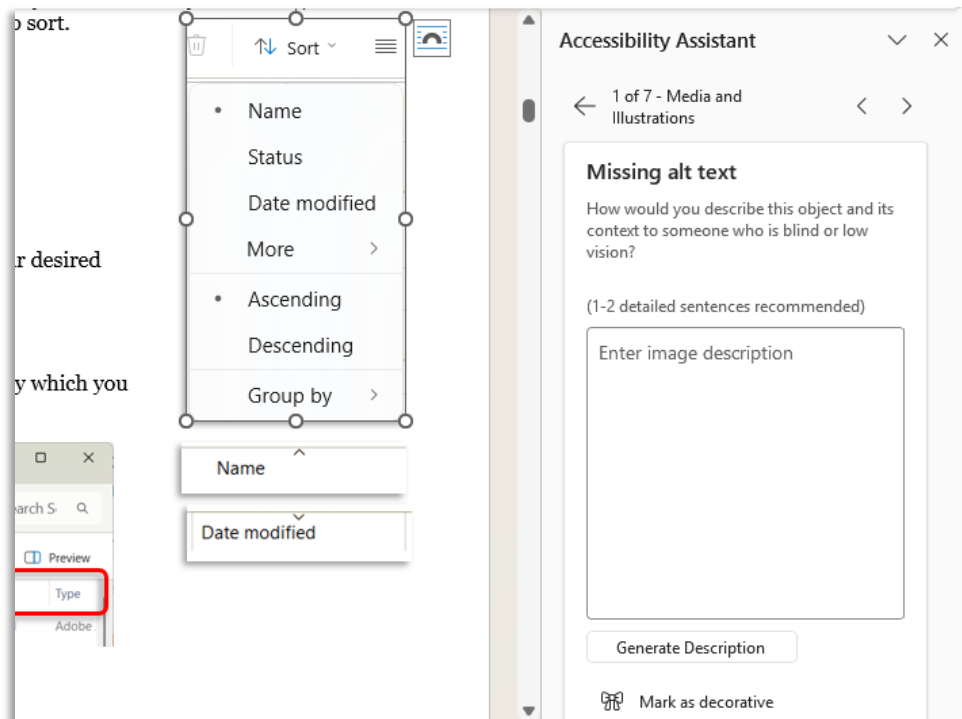 sort.
Sort
Name
Status
Date modified
More
Ascending
Descending
Group by
desired
which you
Name
Date modified
Preview
Type
Adobe
Accessibility Assistant
1 of 7 - Media and
Illustrations
Missing alt text
How would you describe this object and its
context to someone who is blind or low
vision?
(1-2 detailed sentences recommended)
Enter image description
Generate Description
Mark as decorative